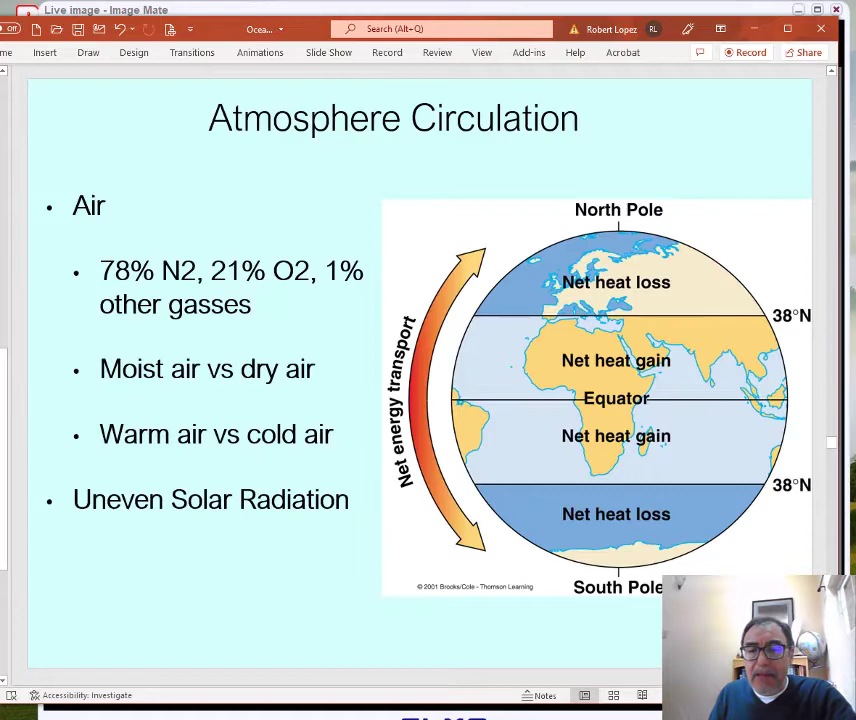 Live image - Image Mate
Off
Ocea...
Search (Alt+Q)
Robert Lopez
RL
me Insert Draw Design Transitions Animations Slide Show Record Review View Add-ins Help Acrobat
Record
Share
Atmosphere Circulation
• Air
• 78% N2, 21% O2, 1%
other gasses
• Moist air vs dry air
• Warm air vs cold air
• Uneven Solar Radiation
North Pole
Net heat loss
38°N
Net heat gain
Equator
Net heat gain
38°N
Net heat loss
South Pole
Net energy transport
© 2001 Brooks/Cole - Thomson Learning
Accessibility: Investigate
Notes